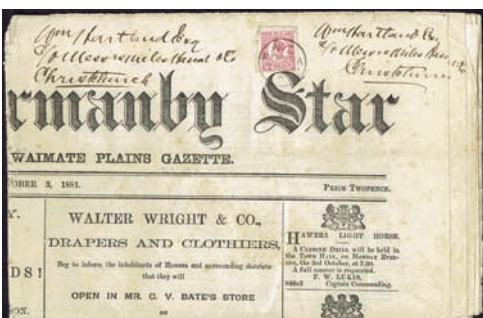 Wm Hartland Esq
Christchurch
Wm Hartland Esq
rmanby Star
WAIMATE PLAINS GAZETTE.
TOBER 3, 1881.
PRICE TWOPENCE.
Y.
WALTER WRIGHT & CO.,
DRAPERS AND CLOTHIERS,
Beg to inform the inhabitants of Hawera and surrounding districts
that they will
DS!
OPEN IN MR. C. V. BATE'S STORE
ON
HAWERA LIGHT HORSE.
A CARBINE DRILL will be held in
the TOWN HALL, on MONDAY EVEN-
ING, the 3rd October, at 7.30.
A full muster is requested.
F. W. LUKIS,
Captain Commanding.